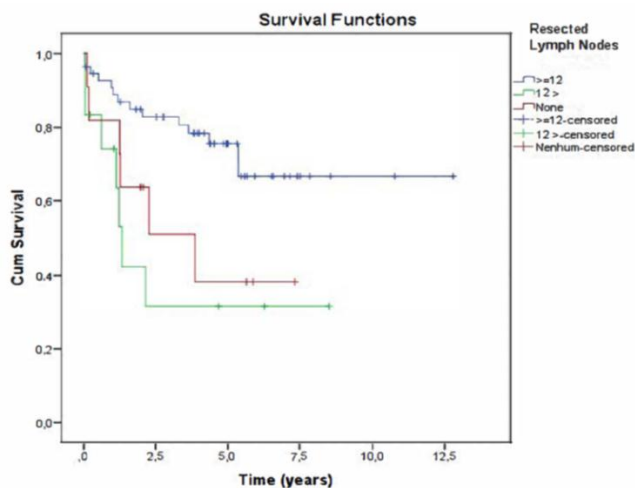 Survival Functions
Resected
Lymph Nodes
>=12
12 >
None
>=12-censored
12 >-censored
Nenhum-censored
1,0
0,8
0,6
0,4
0,2
0,0
Cum Survival
,0
2,5
5,0
7,5
10,0
12,5
Time (years)